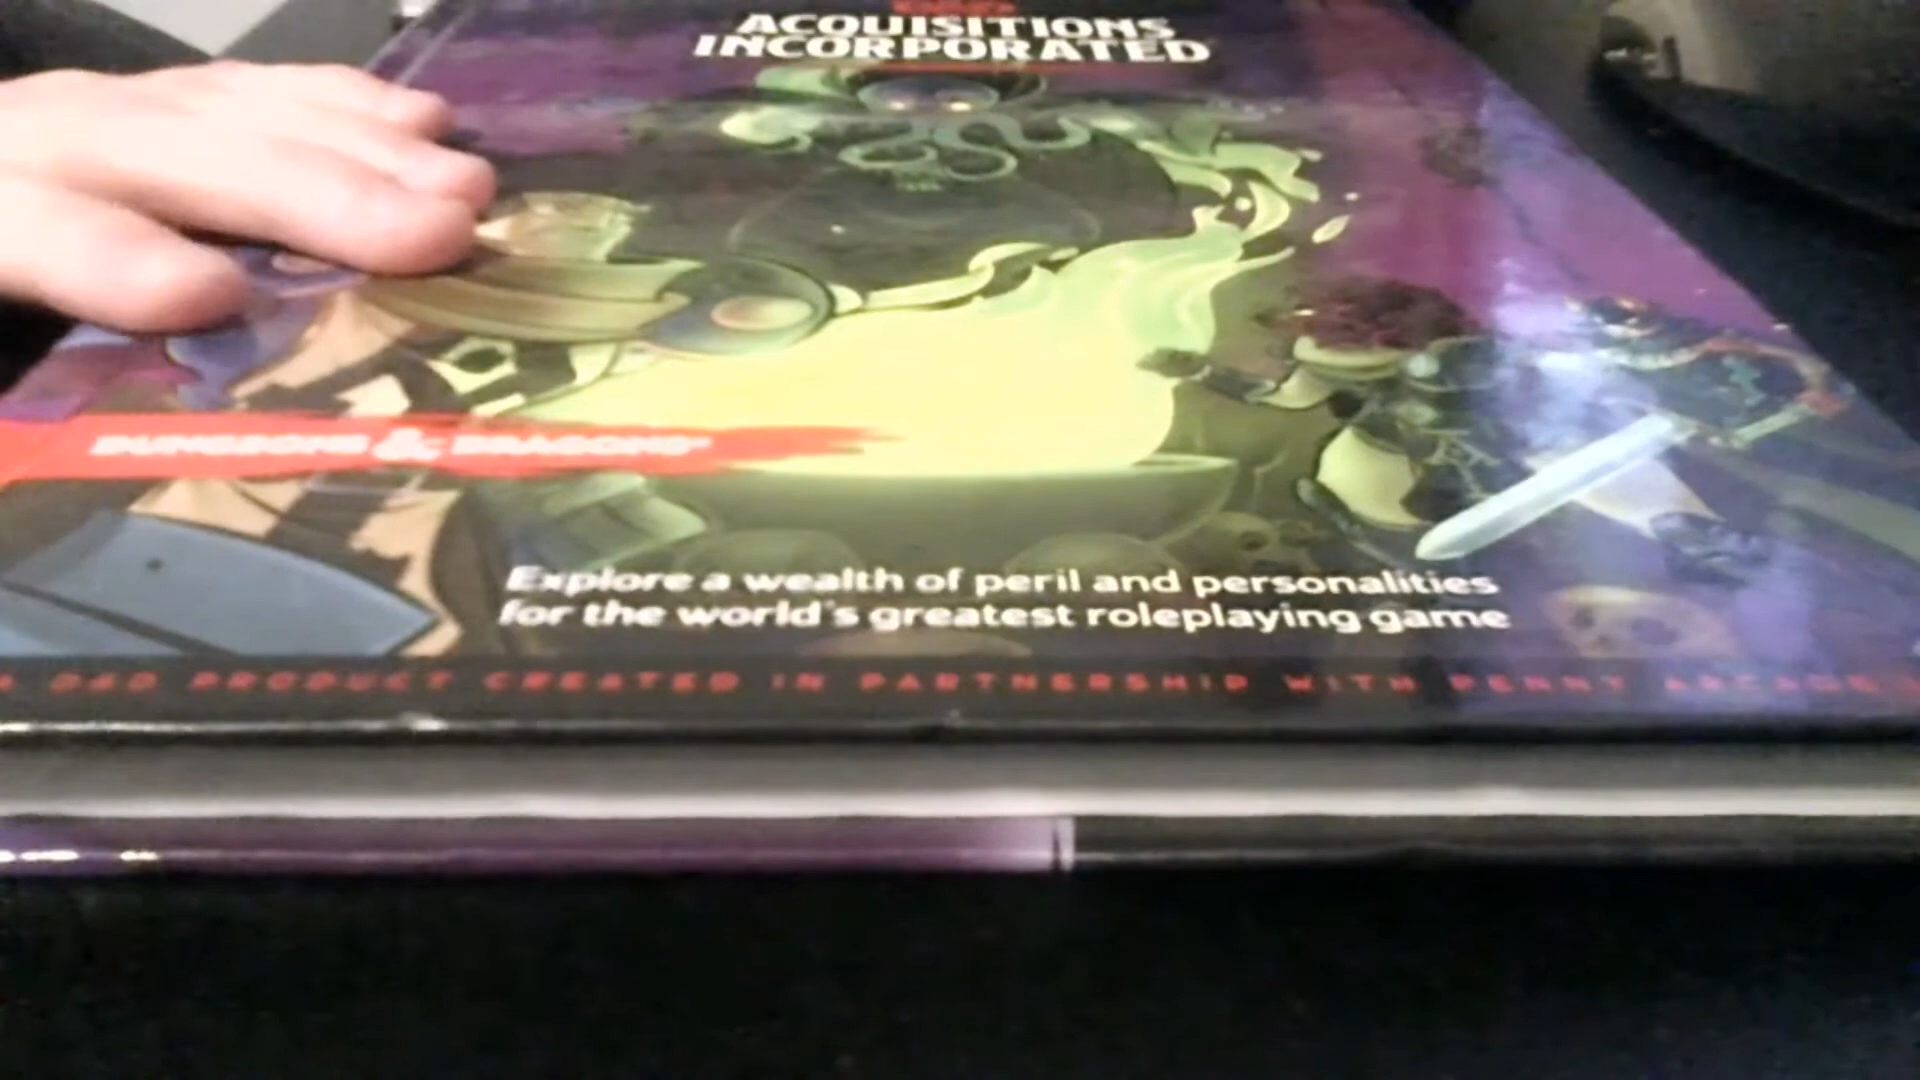 ACQUISITIONS
INCORPORATED
DUNGEONS & DRAGONS
Explore a wealth of peril and personalities
for the world's greatest roleplaying game
A D&D PRODUCT CREATED IN PARTNERSHIP WITH PENNY ARCADE